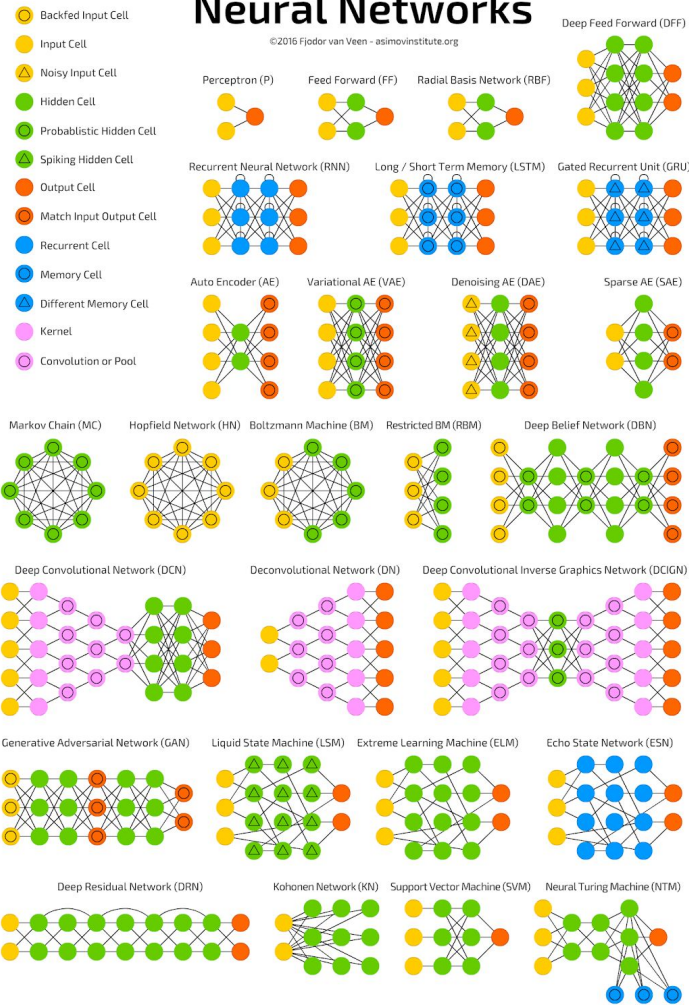 Neural Networks
©2016 Fjodor van Veen - asimovinstitute.org
Backfed Input Cell
Input Cell
Noisy Input Cell
Hidden Cell
Probablistic Hidden Cell
Spiking Hidden Cell
Output Cell
Match Input Output Cell
Recurrent Cell
Memory Cell
Different Memory Cell
Kernel
Convolution or Pool
Deep Feed Forward (DFF)
Perceptron (P)
Feed Forward (FF)
Radial Basis Network (RBF)
Recurrent Neural Network (RNN)
Long / Short Term Memory (LSTM)
Gated Recurrent Unit (GRU)
Auto Encoder (AE)
Variational AE (VAE)
Denoising AE (DAE)
Sparse AE (SAE)
Markov Chain (MC)
Hopfield Network (HN)
Boltzmann Machine (BM)
Restricted BM (RBM)
Deep Belief Network (DBN)
Deep Convolutional Network (DCN)
Deconvolutional Network (DN)
Deep Convolutional Inverse Graphics Network (DCIGN)
Generative Adversarial Network (GAN)
Liquid State Machine (LSM)
Extreme Learning Machine (ELM)
Echo State Network (ESN)
Deep Residual Network (DRN)
Kohonen Network (KN)
Support Vector Machine (SVM)
Neural Turing Machine (NTM)